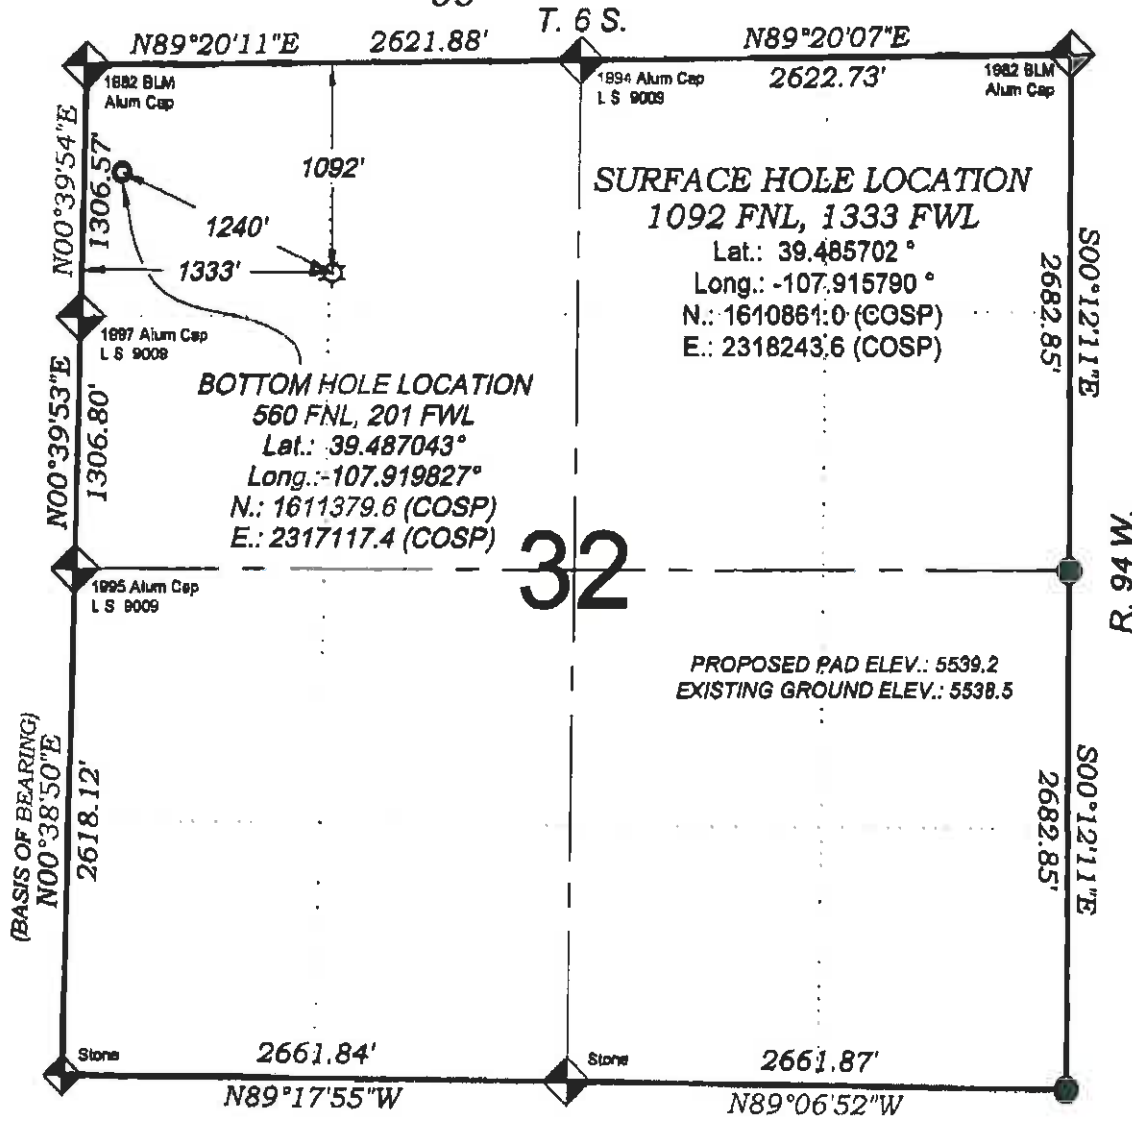 T. 6 S.
N89°20'11"E 2621.88'
N89°20'07"E
2622.73'
1982 BLM
Alum Cap
1994 Alum Cap
L S 9009
1982 BLM
Alum Cap
N00°39'54"E
1306.57'
1092'
1240'
1333'
SURFACE HOLE LOCATION
1092 FNL, 1333 FWL
Lat.: 39.485702 °
Long.: -107.915790 °
N.: 1610861.0 (COSP)
E.: 2318243.6 (COSP)
S00°12'11"E
2682.85'
1997 Alum Cap
L S 9009
N00°39'53"E
1306.80'
BOTTOM HOLE LOCATION
560 FNL, 201 FWL
Lat.: 39.487043°
Long.:-107.919827°
N.: 1611379.6 (COSP)
E.: 2317117.4 (COSP)
32
R. 94 W.
1995 Alum Cap
L S 9009
PROPOSED PAD ELEV.: 5539.2
EXISTING GROUND ELEV.: 5538.5
(BASIS OF BEARING)
N00°38'50"E
2618.12'
S00°12'11"E
2682.85'
Stone
2661.84'
N89°17'55"W
Stone
2661.87'
N89°06'52"W